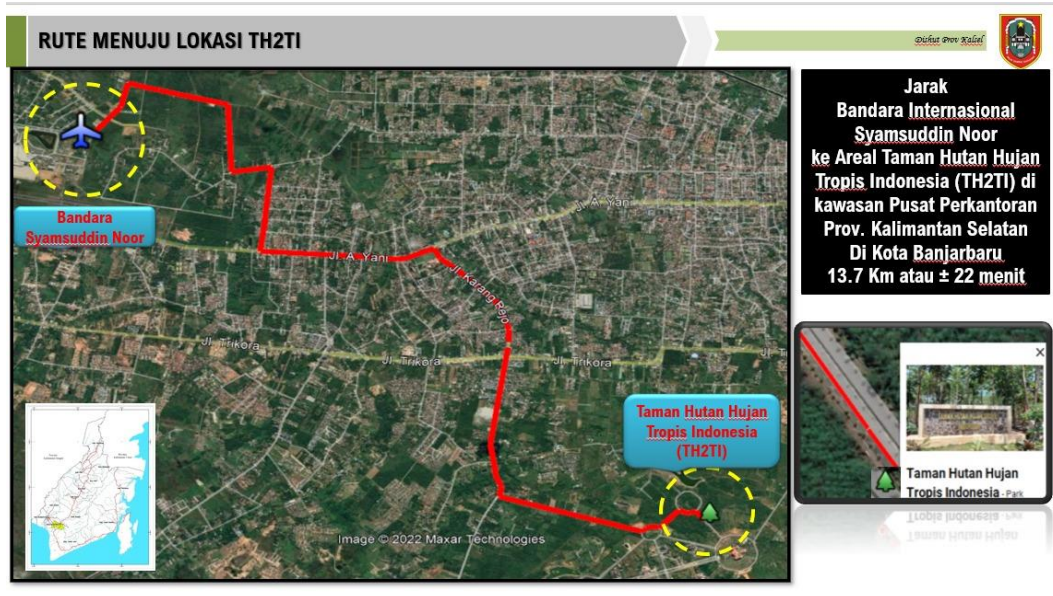 RUTE MENUJU LOKASI TH2TI
Dishut Prov Kalsel
Bandara
Syamsuddin Noor
Jl. A. Yani
Jl. A. Yani
Jl. Karang Rejo
Jl. Trikora
Jl. Trikora
Jl. Trikora
Taman Hutan Hujan
Tropis Indonesia
(TH2TI)
Image © 2022 Maxar Technologies
Jarak
Bandara Internasional
Syamsuddin Noor
ke Areal Taman Hutan Hujan
Tropis Indonesia (TH2TI) di
kawasan Pusat Perkantoran
Prov. Kalimantan Selatan
Di Kota Banjarbaru
13.7 Km atau ± 22 menit
Taman Hutan Hujan
Tropis Indonesia - Park